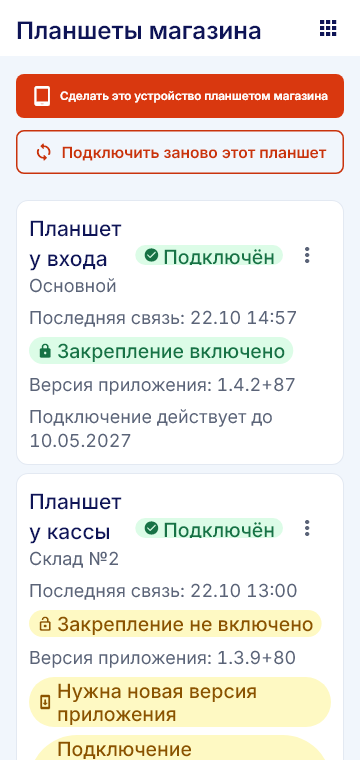 Планшеты магазина
Сделать это устройство планшетом магазина
Подключить заново этот планшет
Планшет
у входа
Подключён
Основной
Последняя связь: 22.10 14:57
Закрепление включено
Версия приложения: 1.4.2+87
Подключение действует до
10.05.2027
Планшет
у кассы
Подключён
Склад №2
Последняя связь: 22.10 13:00
Закрепление не включено
Версия приложения: 1.3.9+80
Нужна новая версия
приложения
Подключение